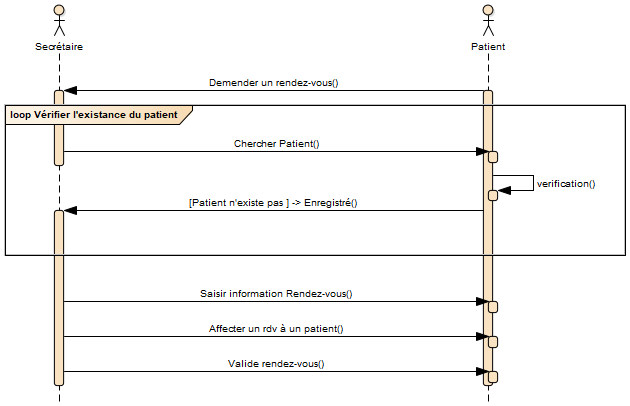 Secrétaire
Patient
Demender un rendez-vous()
loop Vérifier l'existance du patient
Chercher Patient()
verification()
[Patient n'existe pas ] -> Enregistré()
Saisir information Rendez-vous()
Affecter un rdv à un patient()
Valide rendez-vous()